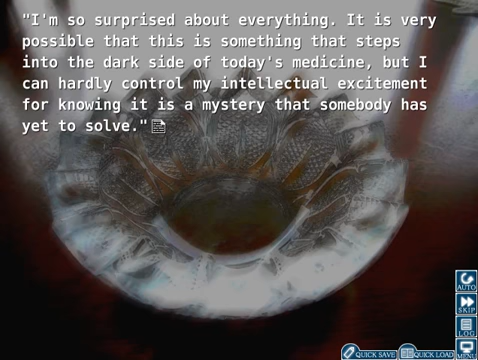 "I'm so surprised about everything. It is very
possible that this is something that steps
into the dark side of today's medicine, but I
can hardly control my intellectual excitement
for knowing it is a mystery that somebody has
yet to solve."
AUTO
SKIP
LOG
QUICK SAVE QUICK LOAD MENU